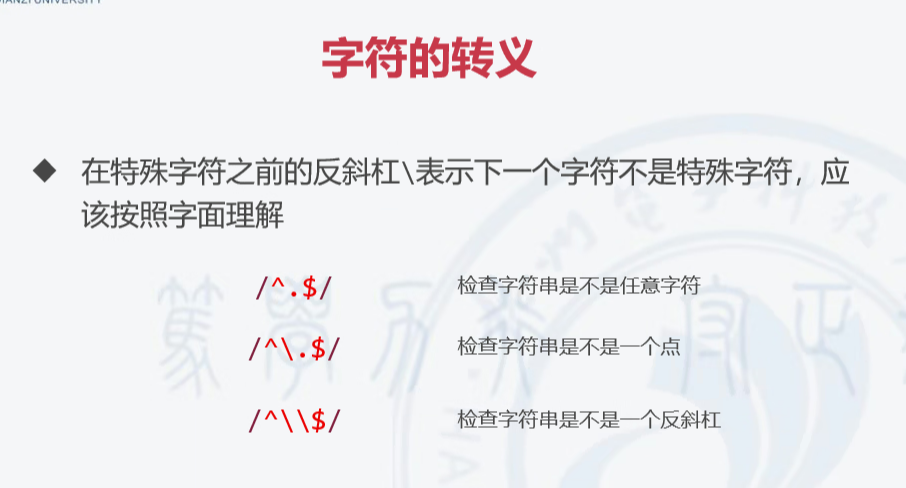 字符的转义
◆ 在特殊字符之前的反斜杠\表示下一个字符不是特殊字符，应
该按照字面理解
/^.$/ 检查字符串是不是任意字符
/^\.$/ 检查字符串是不是一个点
/^\\$/ 检查字符串是不是一个反斜杠